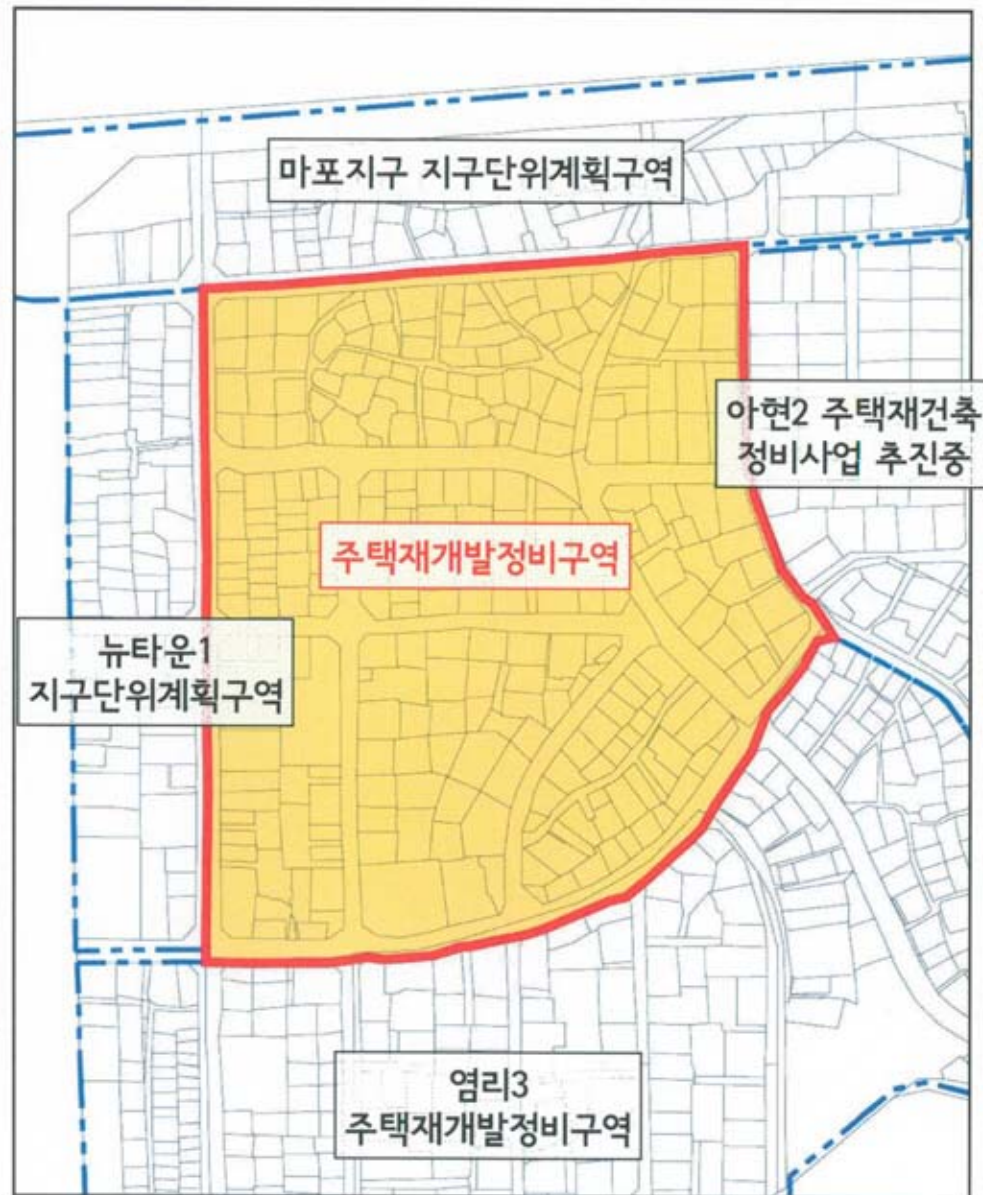 마포지구 지구단위계획구역
아현2 주택재건축
정비사업 추진중
주택재개발정비구역
뉴타운1
지구단위계획구역
염리3
주택재개발정비구역